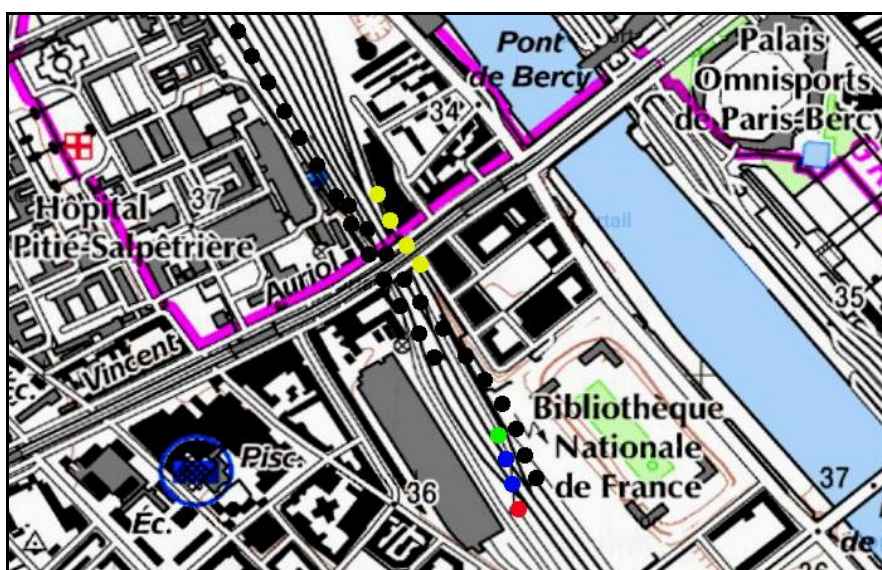 Pont
de Bercy
Palais
Omnisports
de Paris-Bercy
34
Hôpital
37
Pitié-Salpêtrière
Auriol
Vincent
35
Bibliothèque
Nationale
de France
Pisc.
Éc.
36
37